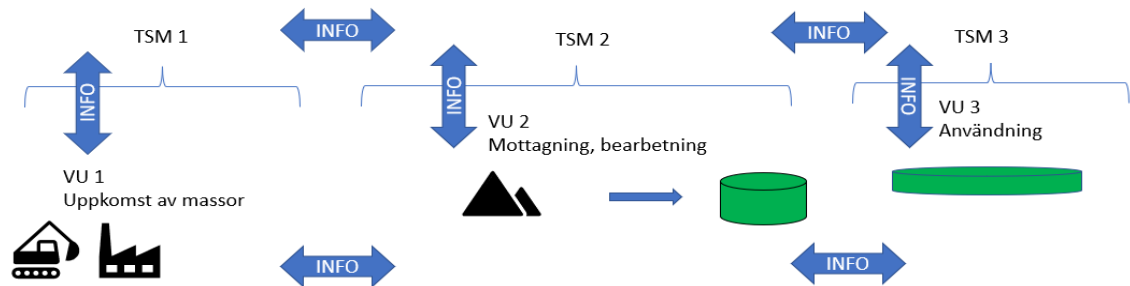 TSM 1
INFO
TSM 2
INFO
TSM 3
INFO
INFO
INFO
VU 1
Uppkomst av massor
VU 2
Mottagning, bearbetning
VU 3
Användning
INFO
INFO